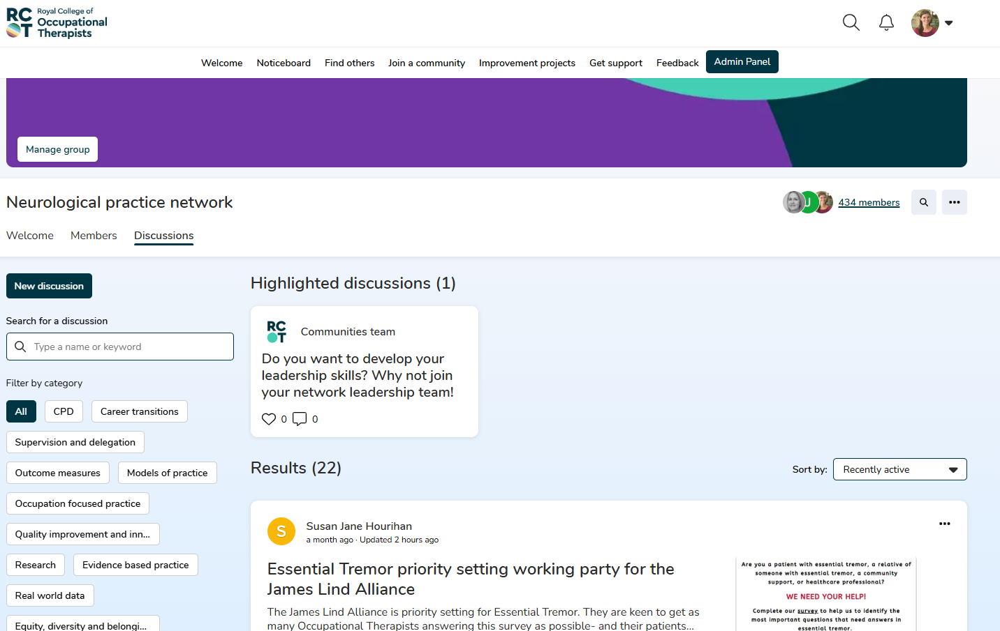 RC
OT
Royal College of
Occupational
Therapists
Welcome
Noticeboard
Find others
Join a community
Improvement projects
Get support
Feedback
Admin Panel
Manage group
Neurological practice network
J
434 members
Welcome
Members
Discussions
New discussion
Search for a discussion
Type a name or keyword
Filter by category
All
CPD
Career transitions
Supervision and delegation
Outcome measures
Models of practice
Occupation focused practice
Quality improvement and inn...
Research
Evidence based practice
Real world data
Equity, diversity and belongi...
Highlighted discussions (1)
RC
OT
Communities team
Do you want to develop your
leadership skills? Why not join
your network leadership team!
0
0
Results (22)
Sort by:
Recently active
S
Susan Jane Hourihan
a month ago · Updated 2 hours ago
Essential Tremor priority setting working party for the
James Lind Alliance
The James Lind Alliance is priority setting for Essential Tremor. They are keen to get as
many Occupational Therapists answering this survey as possible- and their patients...
Are you a patient with essential tremor, a relative of
someone with essential tremor, a community
support, or healthcare professional?
WE NEED YOUR HELP!
Complete our survey to help us to identify the
most important questions that need answers in
essential tremor.